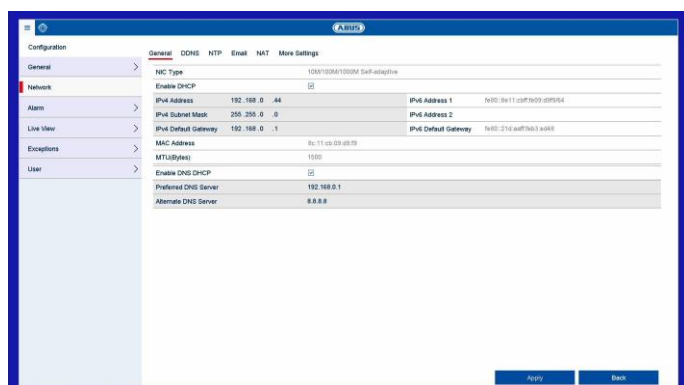 ABUS
Configuration
General DDNS NTP Email NAT More Settings
General
Network
Alarm
Live View
Exceptions
User
NIC Type 10M/100M/1000M Self-adaptive
Enable DHCP
IPv4 Address 192 .168 .0 .44 IPv6 Address 1
IPv4 Subnet Mask 255 .255 .0 .0 IPv6 Address 2
IPv4 Default Gateway 192 .168 .0 .1 IPv6 Default Gateway
MAC Address
MTU(Bytes) 1500
Enable DNS DHCP
Preferred DNS Server 192.168.0.1
Alternate DNS Server 8.8.8.8
Apply Back